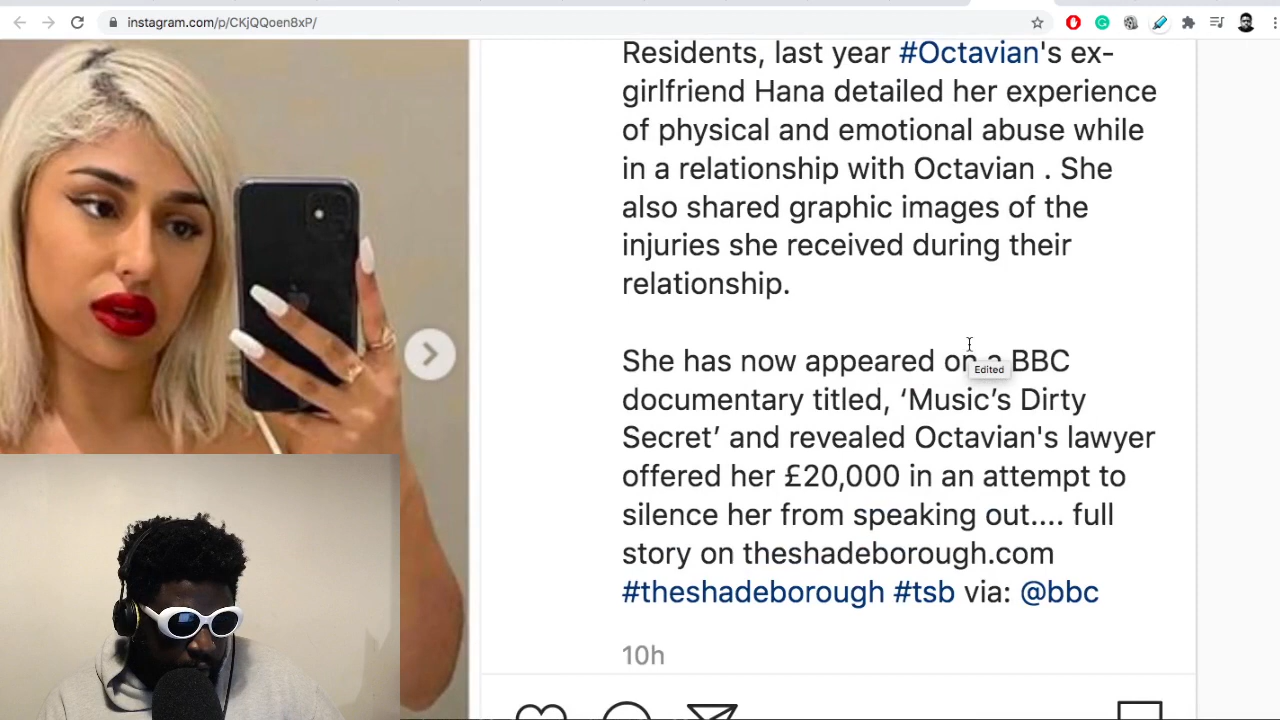 instagram.com/p/CKjQQoen8xP/
Residents, last year #Octavian's ex-
girlfriend Hana detailed her experience
of physical and emotional abuse while
in a relationship with Octavian . She
also shared graphic images of the
injuries she received during their
relationship.
She has now appeared on a BBC
Edited
documentary titled, ‘Music’s Dirty
Secret’ and revealed Octavian's lawyer
offered her £20,000 in an attempt to
silence her from speaking out.... full
story on theshadeborough.com
#theshadeborough #tsb via: @bbc
10h